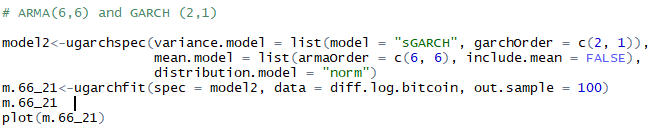 # ARMA(6,6) and GARCH (2,1)
model2<-ugarchspec(variance.model = list(model = "sGARCH", garchOrder = c(2, 1)),
mean.model = list(armaOrder = c(6, 6), include.mean = FALSE),
distribution.model = "norm")
m.66_21<-ugarchfit(spec = model2, data = diff.log.bitcoin, out.sample = 100)
m.66_21
plot(m.66_21)